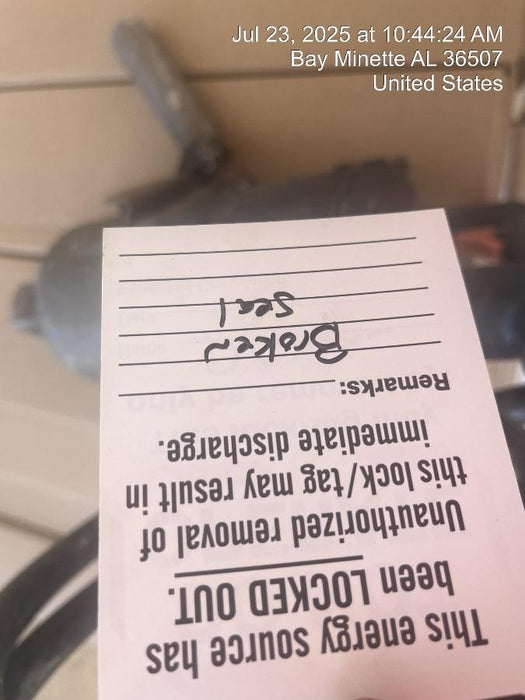 Jul 23, 2025 at 10:44:24 AM
Bay Minette AL 36507
United States
This energy source has
been LOCKED OUT.
Unauthorized removal of
this lock/tag may result in
immediate discharge.
Remarks:
Broken
Seal